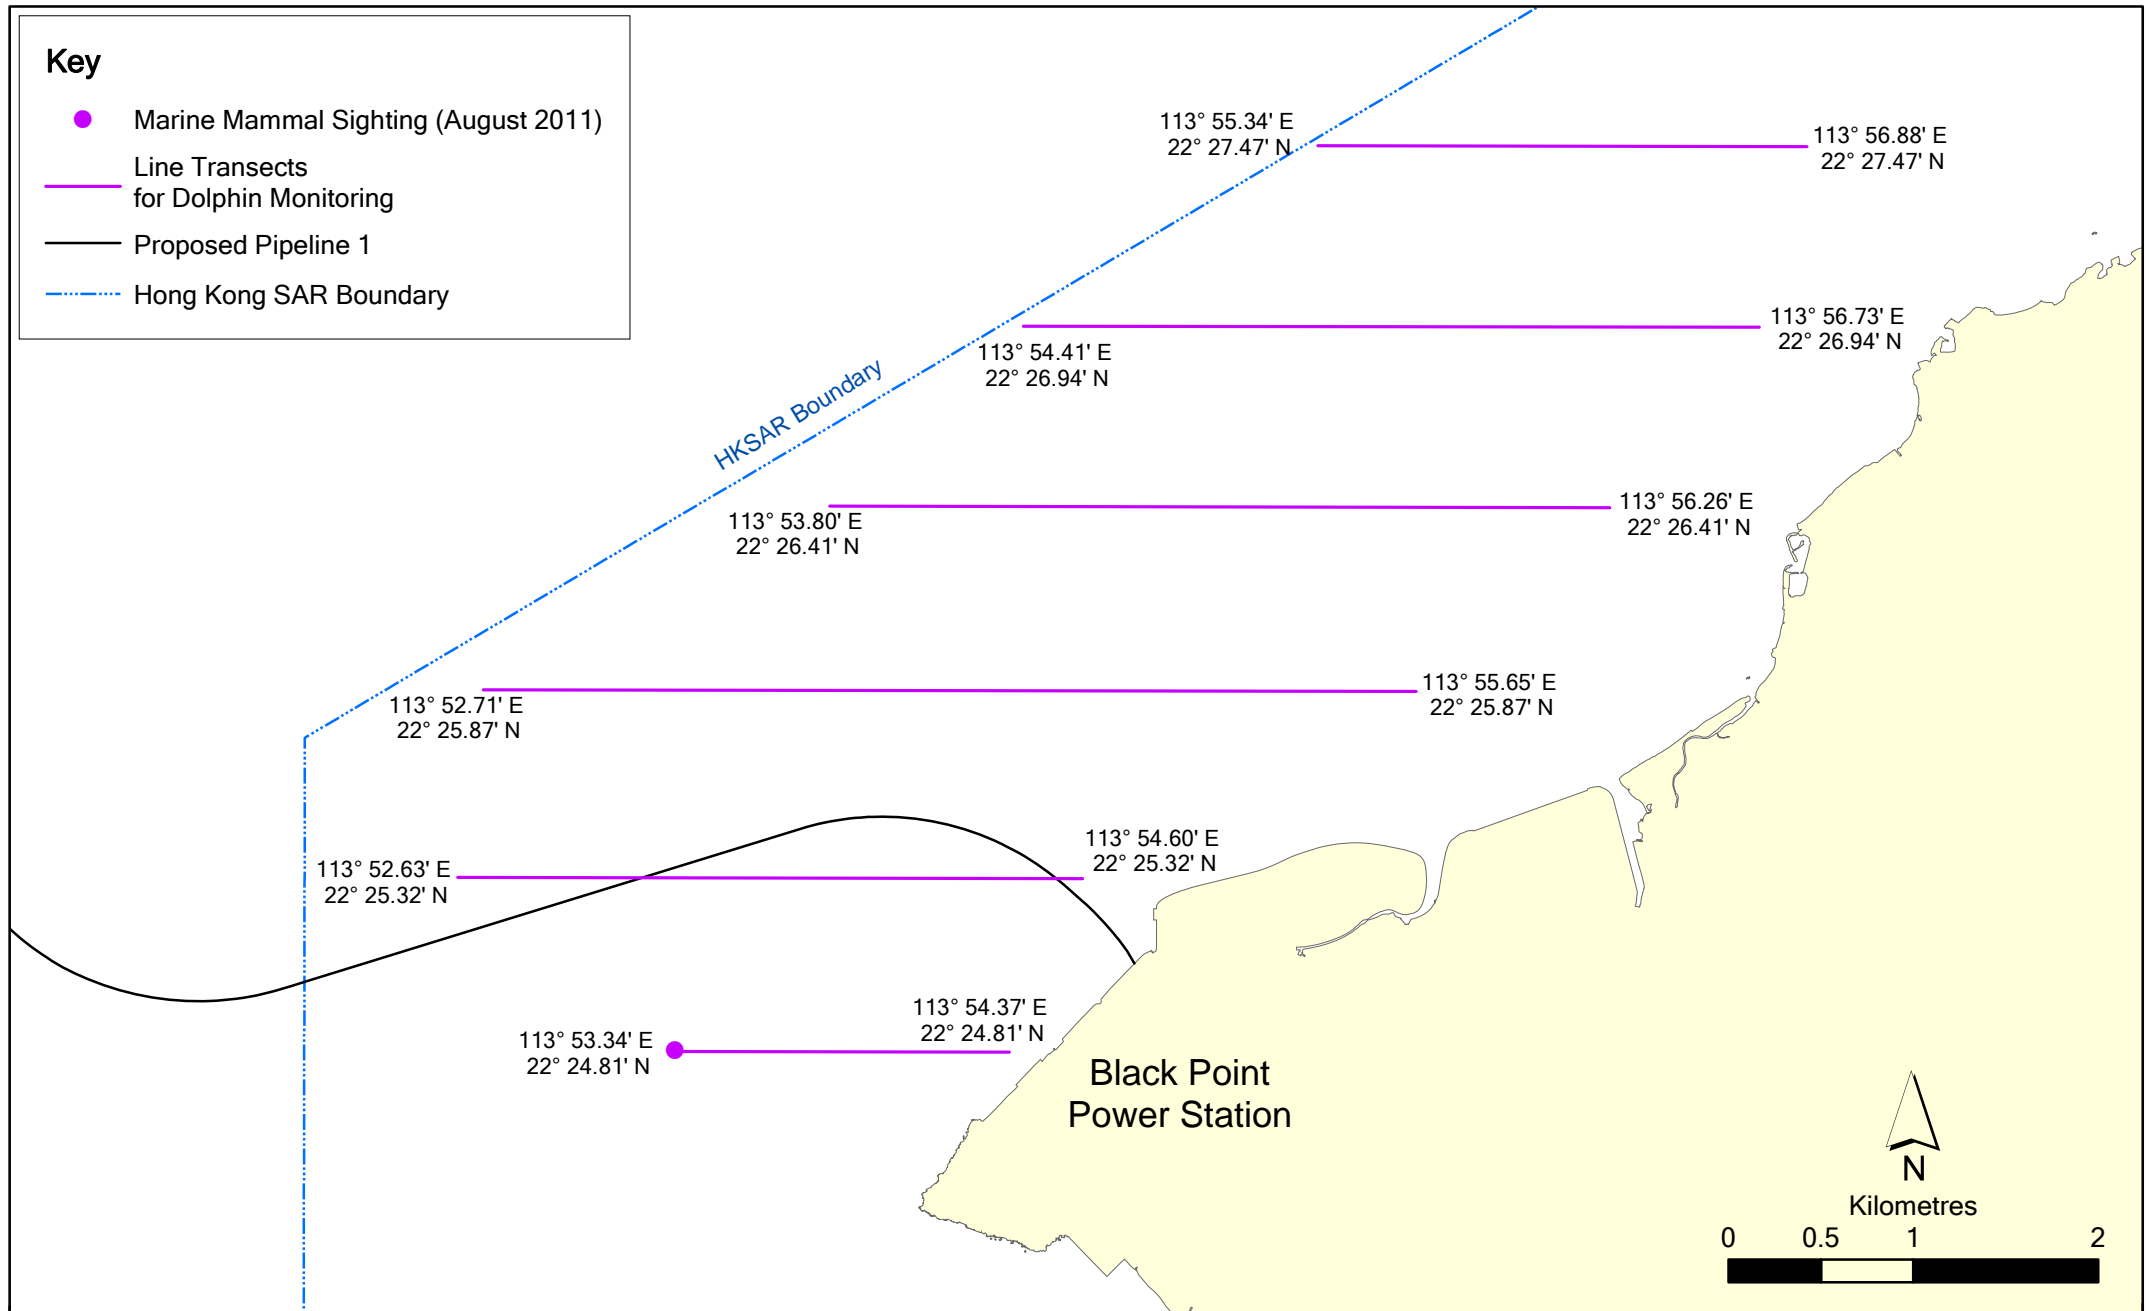 Key
Marine Mammal Sighting (August 2011)
Line Transects
for Dolphin Monitoring
Proposed Pipeline 1
Hong Kong SAR Boundary
113° 55.34' E
22° 27.47' N
113° 56.88' E
22° 27.47' N
113° 56.73' E
22° 26.94' N
113° 54.41' E
22° 26.94' N
HKSAR Boundary
113° 53.80' E
22° 26.41' N
113° 56.26' E
22° 26.41' N
113° 52.71' E
22° 25.87' N
113° 55.65' E
22° 25.87' N
113° 54.60' E
22° 25.32' N
113° 52.63' E
22° 25.32' N
113° 54.37' E
22° 24.81' N
113° 53.34' E
22° 24.81' N
Black Point
Power Station
N
Kilometres
0 0.5 1 2